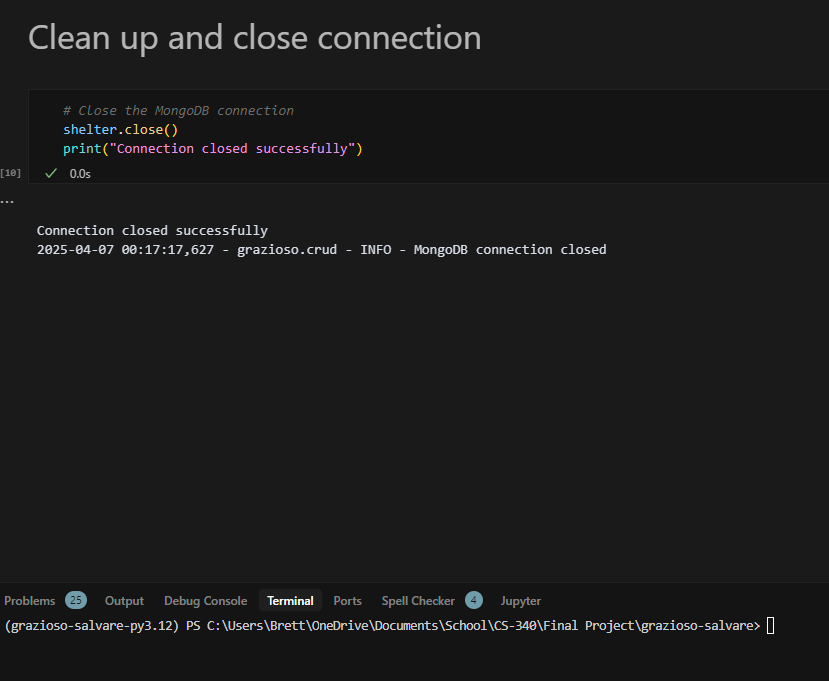 Clean up and close connection
# Close the MongoDB connection
shelter.close()
print("Connection closed successfully")
[10]
0.0s
...
Connection closed successfully
2025-04-07 00:17:17,627 - grazioso.crud - INFO - MongoDB connection closed
Problems 25 Output Debug Console Terminal Ports Spell Checker 4 Jupyter
(grazioso-salvare-py3.12) PS C:\Users\Brett\OneDrive\Documents\School\CS-340\Final Project\grazioso-salvare>